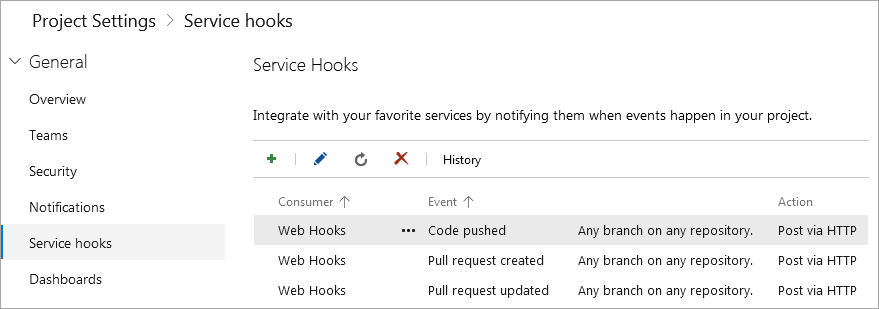 Project Settings > Service hooks
General
Overview
Teams
Security
Notifications
Service hooks
Dashboards
Service Hooks
Integrate with your favorite services by notifying them when events happen in your project.
History
Consumer ↑ Event ↑ Action
Web Hooks ••• Code pushed Any branch on any repository. Post via HTTP
Web Hooks Pull request created Any branch on any repository. Post via HTTP
Web Hooks Pull request updated Any branch on any repository. Post via HTTP